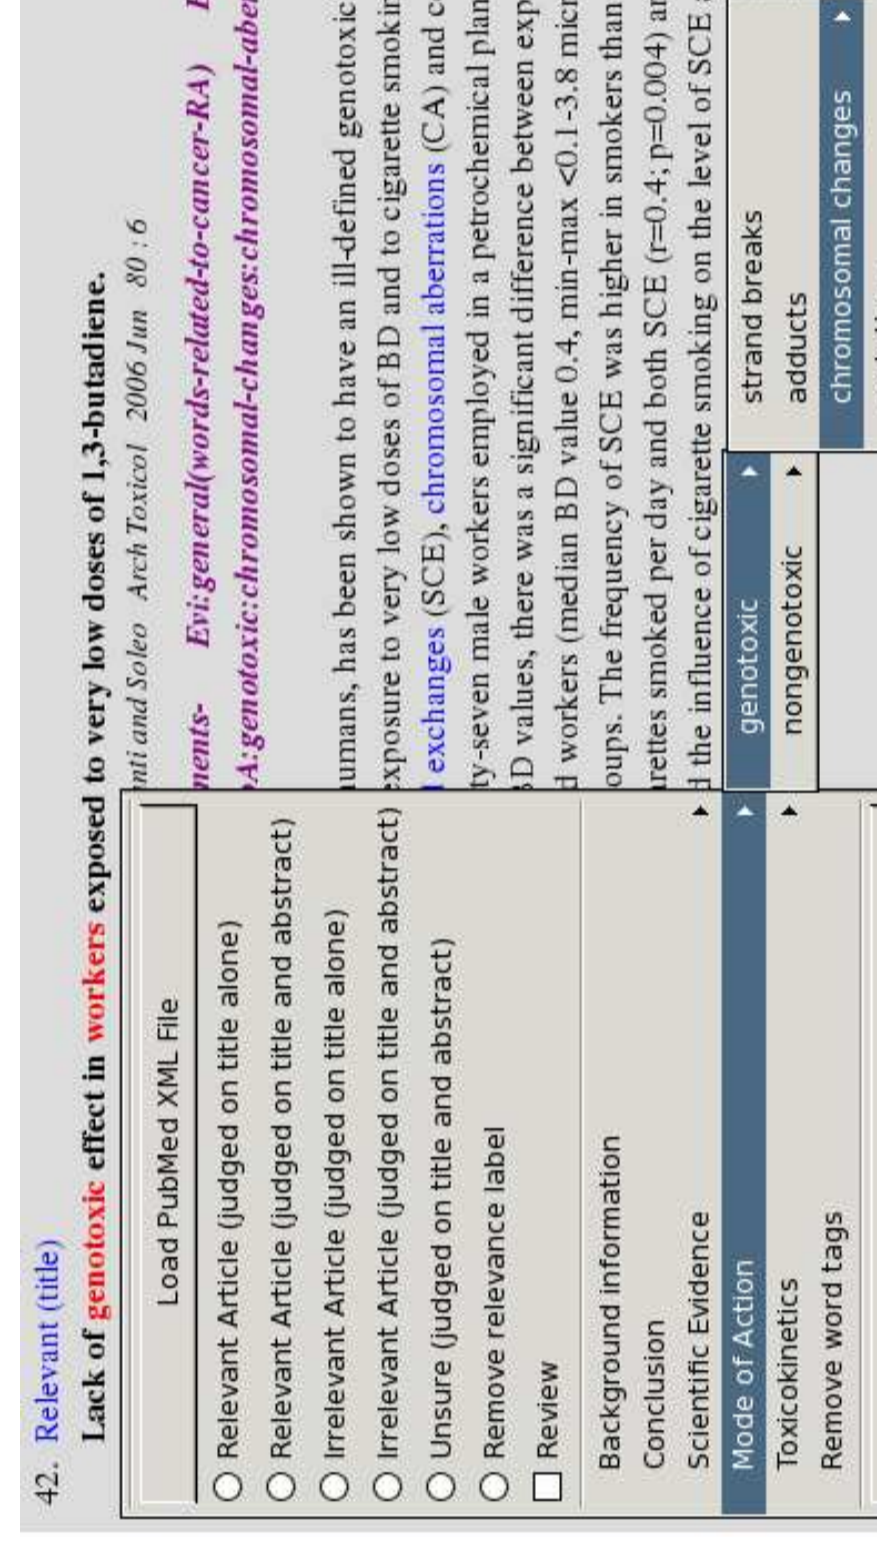 42. Relevant (title)
Lack of genotoxic effect in workers exposed to very low doses of 1,3-butadiene.
and Soleo Arch Toxicol 2006 Jun 80 : 6
Load PubMed XML File
Evi:general(words-related-to-cancer-RA)
A:genotoxic:chromosomal-changes:chromosomal-aber
Relevant Article (judged on title alone)
Relevant Article (judged on title and abstract)
Irrelevant Article (judged on title alone)
Irrelevant Article (judged on title and abstract)
Unsure (judged on title and abstract)
Remove relevance label
Review
Background information
Conclusion
Scientific Evidence
Mode of Action
Toxicokinetics
Remove word tags
umans, has been shown to have an ill-defined genotoxic
exposure to very low doses of BD and to cigarette smokin
exchanges (SCE), chromosomal aberrations (CA) and c
ty-seven male workers employed in a petrochemical plan
BD values, there was a significant difference between exp
d workers (median BD value 0.4, min-max <0.1-3.8 micr
oups. The frequency of SCE was higher in smokers than
arettes smoked per day and both SCE (r=0.4; p=0.004) a
d the influence of cigarette smoking on the level of SCE
genotoxic
nongenotoxic
strand breaks
adducts
chromosomal changes